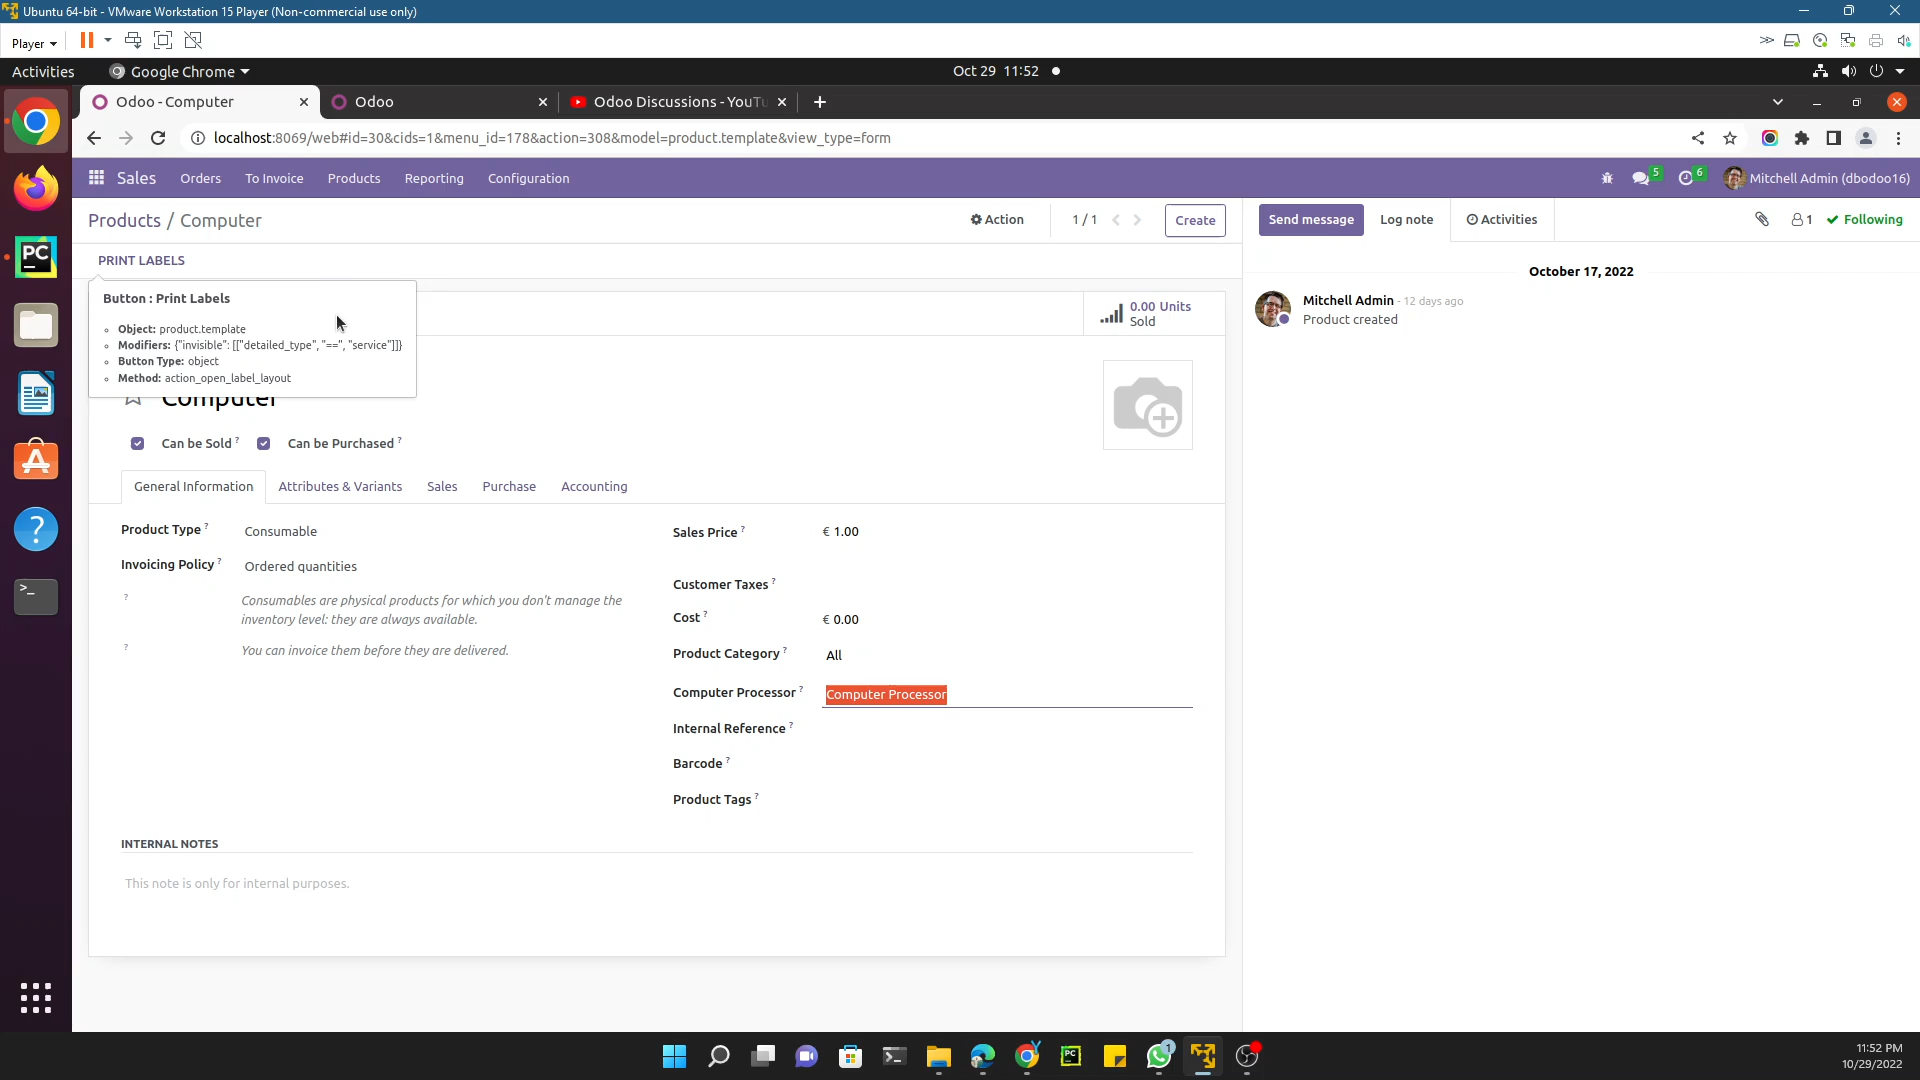 Ubuntu 64-bit - VMware Workstation 15 Player (Non-commercial use only)
Player
Activities Google Chrome Oct 29 11:52
Odoo - Computer Odoo Odoo Discussions - YouTu
localhost:8069/web#id=30&cids=1&menu_id=178&action=308&model=product.template&view_type=form
Sales Orders To Invoice Products Reporting Configuration 5 6 Mitchell Admin (dbodoo16)
Products / Computer Action 1 / 1 Create Send message Log note Activities 1 Following
PRINT LABELS
October 17, 2022
Button : Print Labels
Object: product.template
Modifiers: {"invisible": [["detailed_type", "==", "service"]]}
Button Type: object
Method: action_open_label_layout
0.00 Units
Sold
Mitchell Admin - 12 days ago
Product created
Computer
Can be Sold ? Can be Purchased ?
General Information Attributes & Variants Sales Purchase Accounting
Product Type ? Consumable
Invoicing Policy ? Ordered quantities
? Consumables are physical products for which you don't manage the
inventory level: they are always available.
? You can invoice them before they are delivered.
Sales Price ? € 1.00
Customer Taxes ?
Cost ? € 0.00
Product Category ? All
Computer Processor ? Computer Processor
Internal Reference ?
Barcode ?
Product Tags ?
INTERNAL NOTES
This note is only for internal purposes.
PC
?
>_
PC
1
11:52 PM
10/29/2022